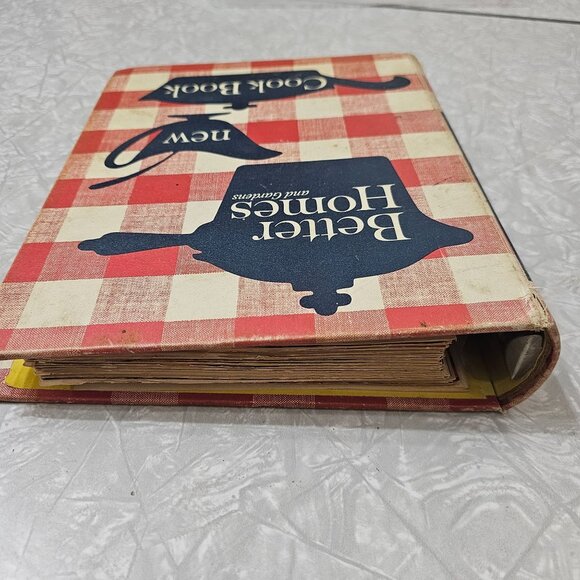 Better
Homes
and Gardens
new
Cook Book